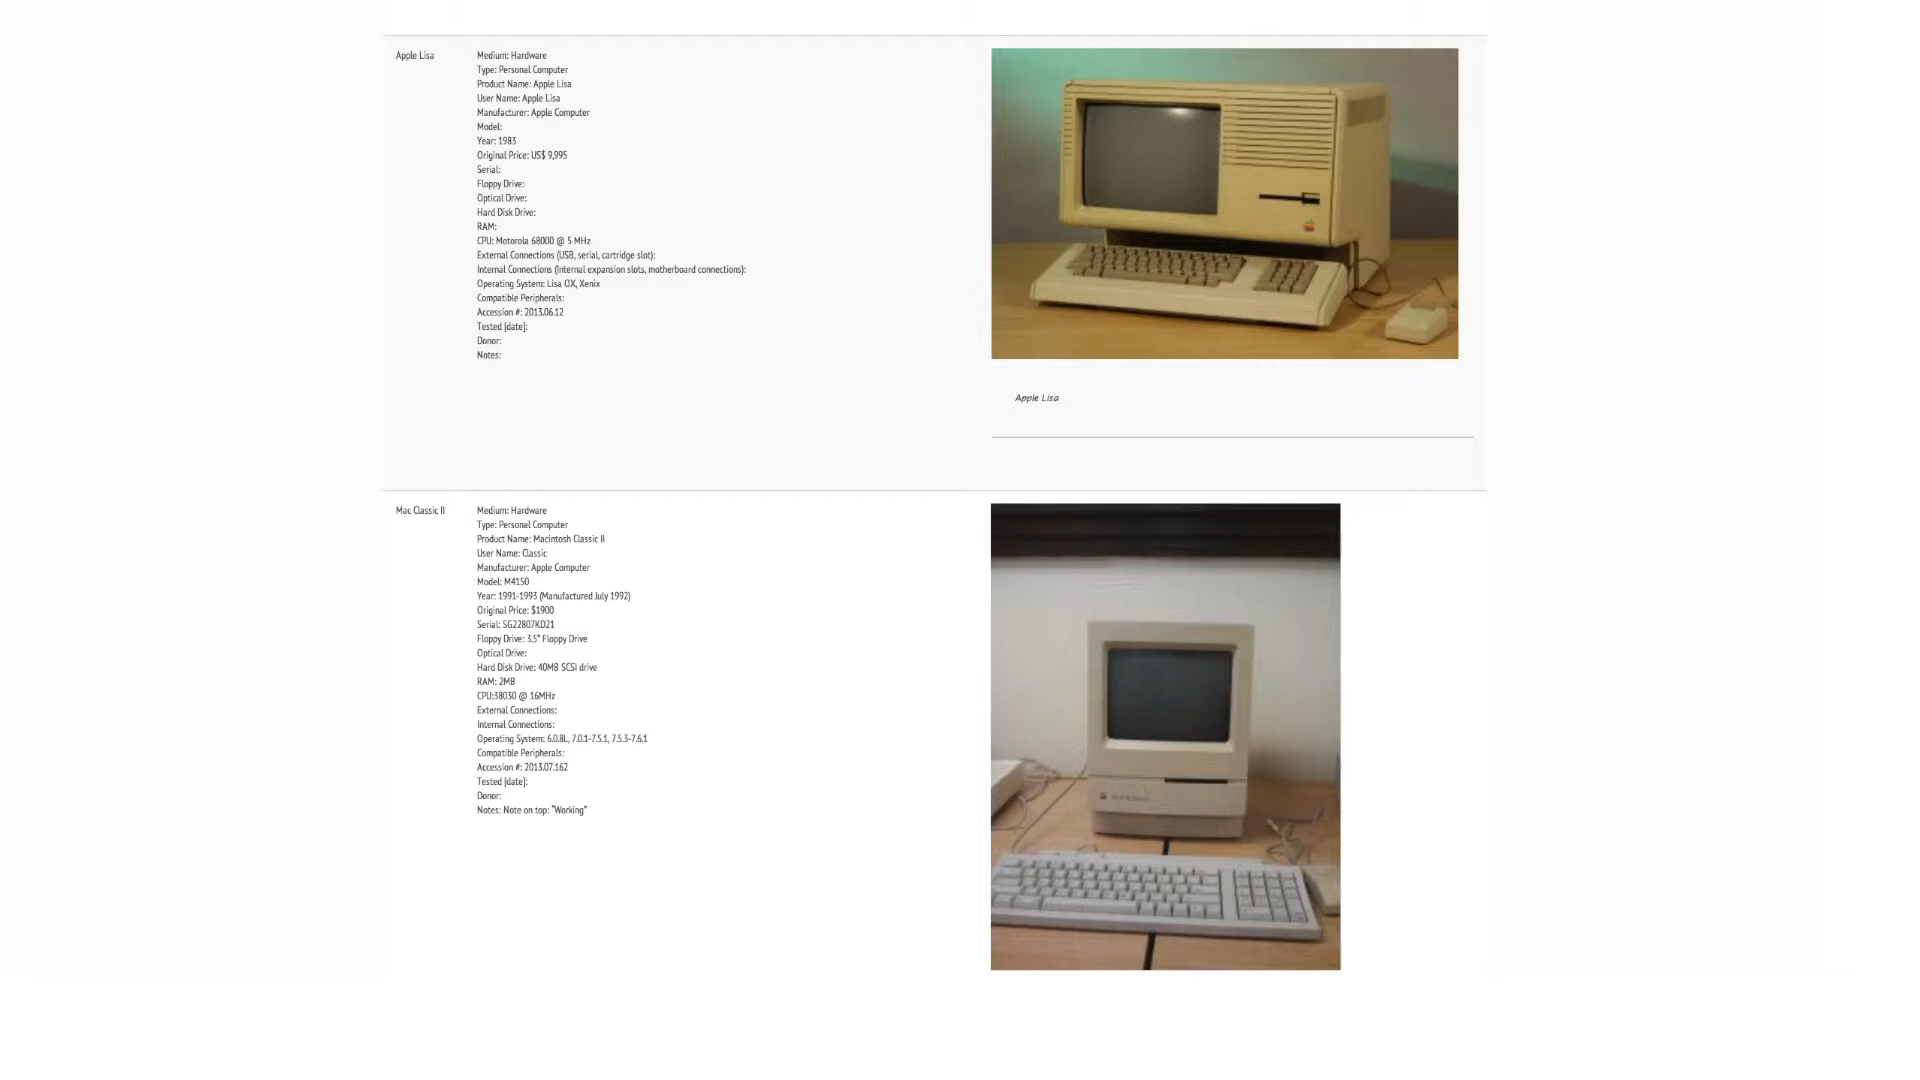 Apple Lisa
Medium: Hardware
Type: Personal Computer
Product Name: Apple Lisa
User Name: Apple Lisa
Manufacturer: Apple Computer
Model:
Year: 1983
Original Price: US$ 9,995
Serial:
Floppy Drive:
Optical Drive:
Hard Disk Drive:
RAM:
CPU: Motorola 68000 @ 5 MHz
External Connections (USB, serial, cartridge slot):
Internal Connections (Internal expansion slots, motherboard connections):
Operating System: Lisa OX, Xenix
Compatible Peripherals:
Accession #: 2013.06.12
Tested [date]:
Donor:
Notes:
Apple Lisa
Mac Classic II
Medium: Hardware
Type: Personal Computer
Product Name: Macintosh Classic II
User Name: Classic
Manufacturer: Apple Computer
Model: M4150
Year: 1991-1993 (Manufactured July 1992)
Original Price: $1900
Serial: SG22807KD21
Floppy Drive: 3.5" Floppy Drive
Optical Drive:
Hard Disk Drive: 40MB SCSI drive
RAM: 2MB
CPU:38030 @ 16MHz
External Connections:
Internal Connections:
Operating System: 6.0.8L, 7.0.1-7.5.1, 7.5.3-7.6.1
Compatible Peripherals:
Accession #: 2013.07.162
Tested [date]:
Donor:
Notes: Note on top: "Working"